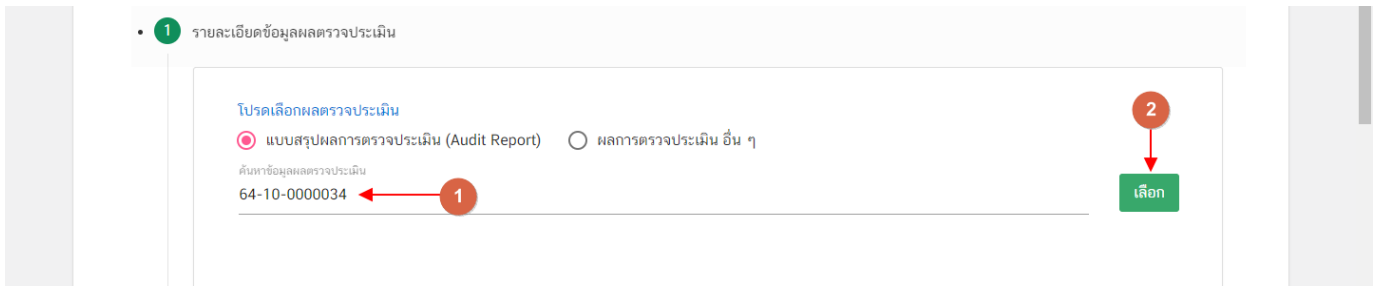 • 1 รายละเอียดข้อมูลผลตรวจประเมิน
โปรดเลือกผลตรวจประเมิน
2
แบบสรุปผลการตรวจประเมิน (Audit Report) ผลการตรวจประเมิน อื่น ๆ
ค้นหาข้อมูลผลตรวจประเมิน
64-10-0000034
1
เลือก